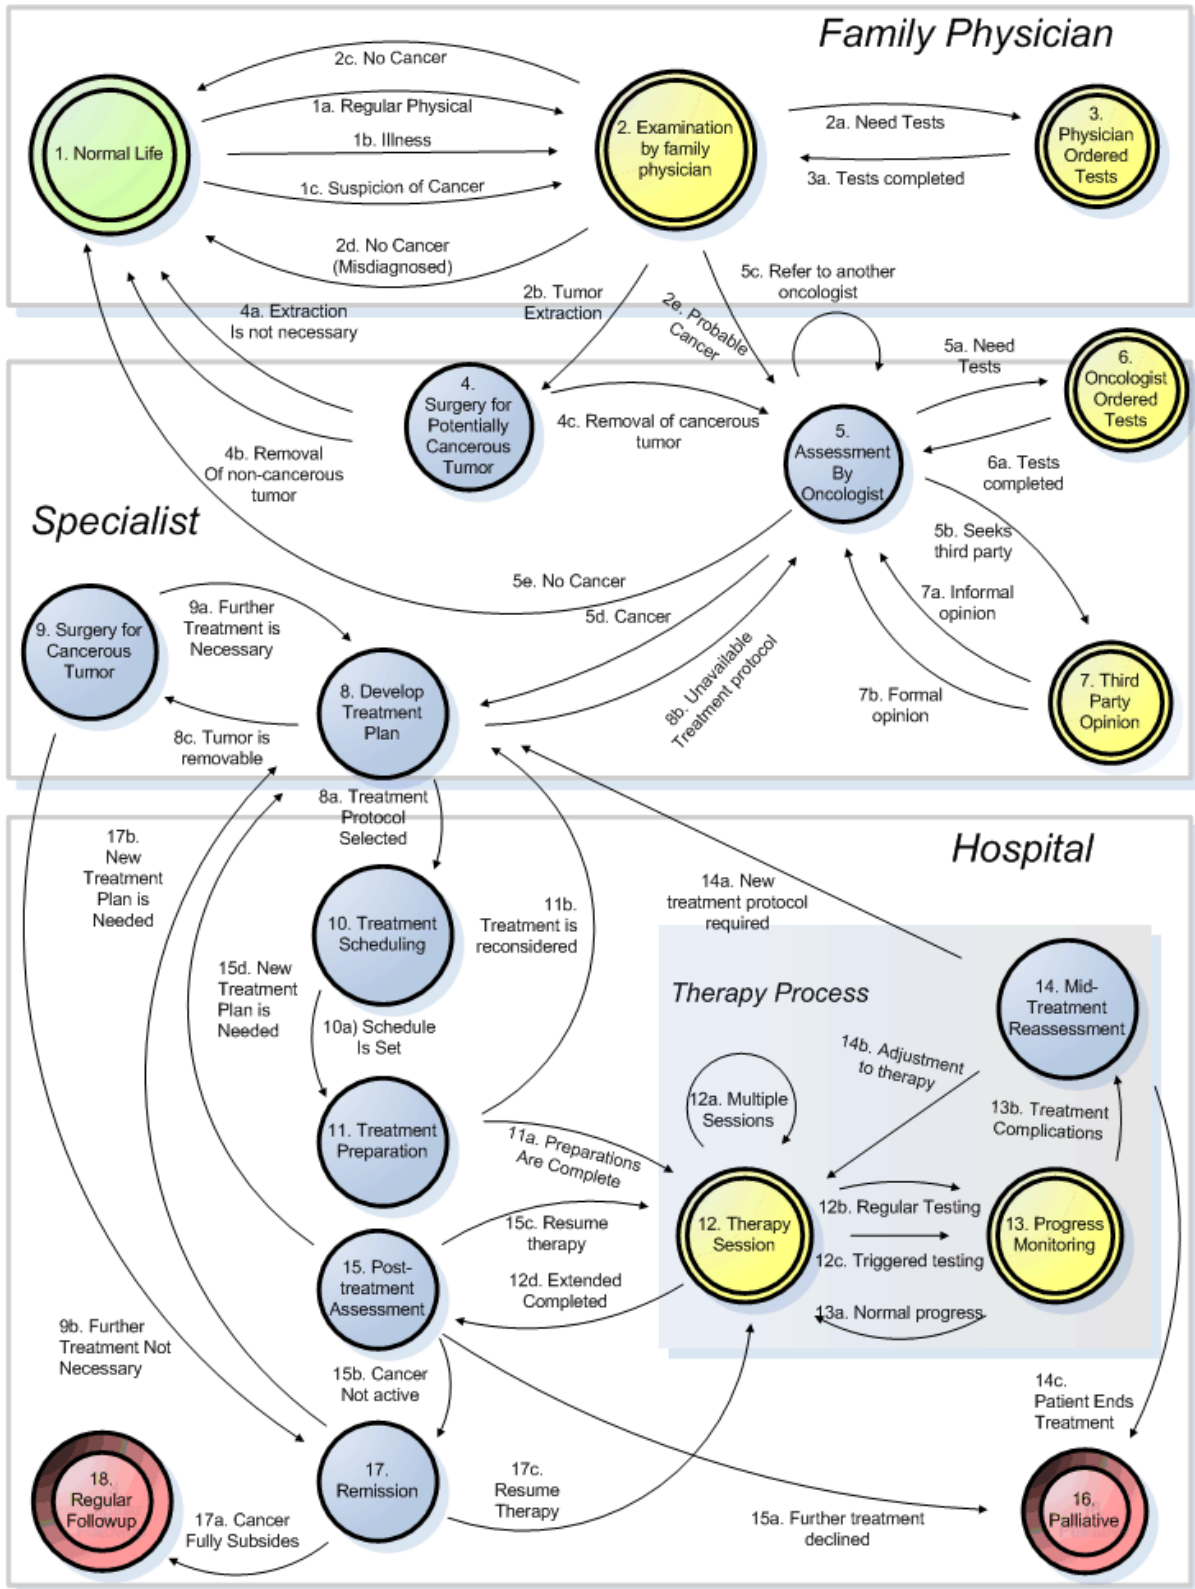 Family Physician
2c. No Cancer
1a. Regular Physical
1b. Illness
1c. Suspicion of Cancer
2d. No Cancer
(Misdiagnosed)
1. Normal Life
2. Examination
by family
physician
2a. Need Tests
3a. Tests completed
3.
Physician
Ordered
Tests
4a. Extraction
Is not necessary
2b. Tumor
Extraction
2e. Probable
Cancer
5c. Refer to another
oncologist
Specialist
4.
Surgery for
Potentially
Cancerous
Tumor
4b. Removal
Of non-cancerous
tumor
4c. Removal of cancerous
tumor
5.
Assessment
By
Oncologist
5a. Need
Tests
6.
Oncologist
Ordered
Tests
6a. Tests
completed
5b. Seeks
third party
7a. Informal
opinion
7b. Formal
opinion
7. Third
Party
Opinion
5e. No Cancer
5d. Cancer
8b. Unavailable
Treatment protocol
9. Surgery for
Cancerous
Tumor
9a. Further
Treatment is
Necessary
8. Develop
Treatment
Plan
8c. Tumor is
removable
Hospital
8a. Treatment
Protocol
Selected
17b.
New
Treatment
Plan is
Needed
10. Treatment
Scheduling
11b.
Treatment is
reconsidered
14a. New
treatment protocol
required
15d. New
Treatment
Plan is
Needed
10a) Schedule
Is Set
Therapy Process
14. Mid-
Treatment
Reassessment
14b. Adjustment
to therapy
12a. Multiple
Sessions
13b. Treatment
Complications
11. Treatment
Preparation
11a. Preparations
Are Complete
12. Therapy
Session
12b. Regular Testing
12c. Triggered testing
13. Progress
Monitoring
13a. Normal progress
15c. Resume
therapy
12d. Extended
Completed
15. Post-
treatment
Assessment
9b. Further
Treatment Not
Necessary
15b. Cancer
Not active
14c.
Patient Ends
Treatment
17.
Remission
17c.
Resume
Therapy
15a. Further treatment
declined
16.
Palliative
18.
Regular
Followup
17a. Cancer
Fully Subsides